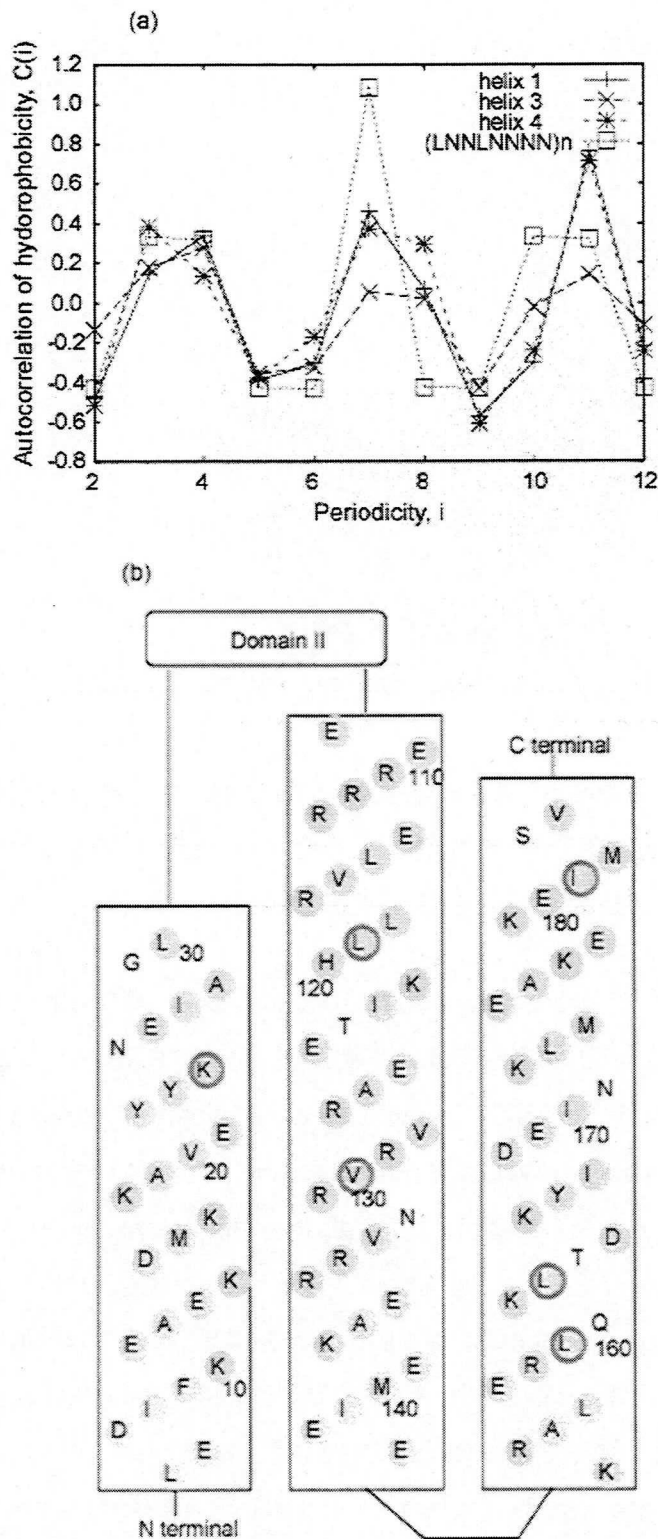 (a)
Autocorrelation of hydorophobicity, C(i)
1.2
1.0
0.8
0.6
0.4
0.2
0.0
-0.2
-0.4
-0.6
-0.8
helix 1
helix 3
helix 4
(LNNLNNNN)n
2 4 6 8 10 12
Periodicity, i
(b)
Domain II
G L 30
N E I A
Y Y K
K A V E
20
D M K
E A E K
D I F K
10
L E
N terminal
E
R R R E
110
R V L E
H L L
120
E T I K
R A E
R V R V
130
R R V N
K A E
E I M E
140
E
C terminal
S V
K E I M
180
E A K E
K L M
D E I N
170
K Y I
K L T D
E R L Q
160
R A L
K